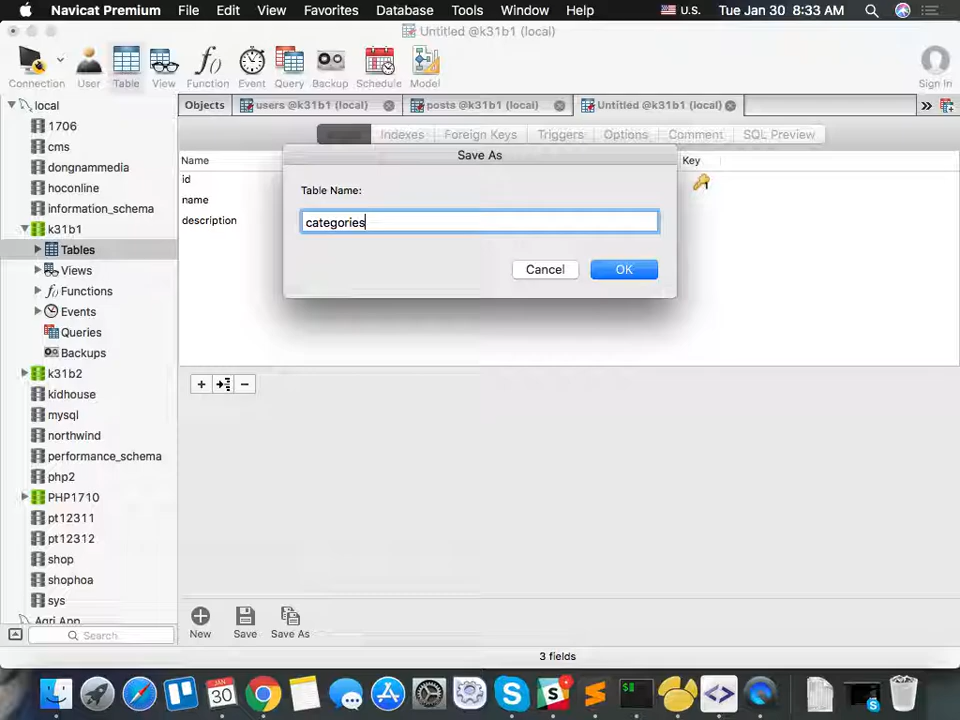 Navicat Premium File Edit View Favorites Database Tools Window Help U.S. Tue Jan 30 8:33 AM
Untitled @k31b1 (local)
Connection User Table View Function Event Query Backup Schedule Model Sign In
local
1706
cms
dongnammedia
hoconline
information_schema
k31b1
Tables
Views
Functions
Events
Queries
Backups
k31b2
kidhouse
mysql
northwind
performance_schema
php2
PHP1710
pt12311
pt12312
shop
shophoa
sys
Agri App
Search
Objects users @k31b1 (local) posts @k31b1 (local) Untitled @k31b1 (local)
Indexes Foreign Keys Triggers Options Comment SQL Preview
Name Key
id
name
description
Save As
Table Name:
categories
Cancel OK
New Save Save As
3 fields